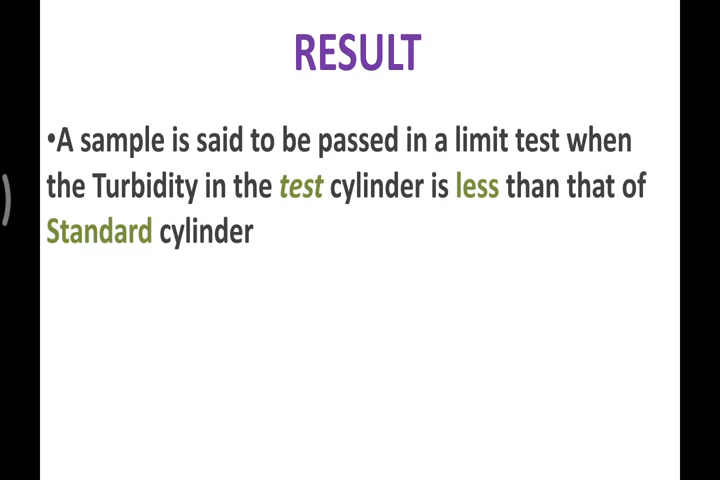 RESULT
•A sample is said to be passed in a limit test when
the Turbidity in the test cylinder is less than that of
Standard cylinder